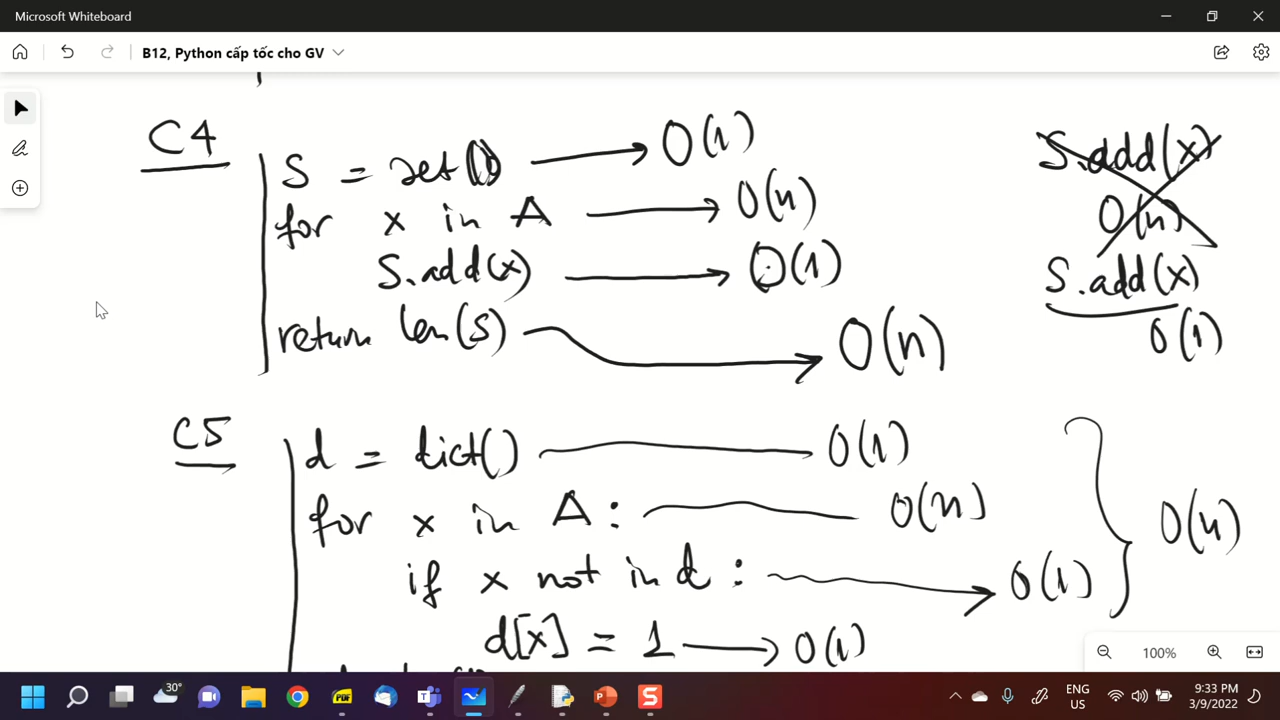 Microsoft Whiteboard
B12, Python cấp tốc cho GV
C4
S = set() → O(1)
for x in A → O(n)
S.add(x) → O(1)
return len(S) → O(n)
S.add(x)
O(n)
S.add(x)
O(1)
C5
d = dict() O(1)
for x in A: O(n)
if x not in d: → O(1)
d[x] = 1 → O(1)
O(n)
100%
30°
ENG
US
9:33 PM
3/9/2022